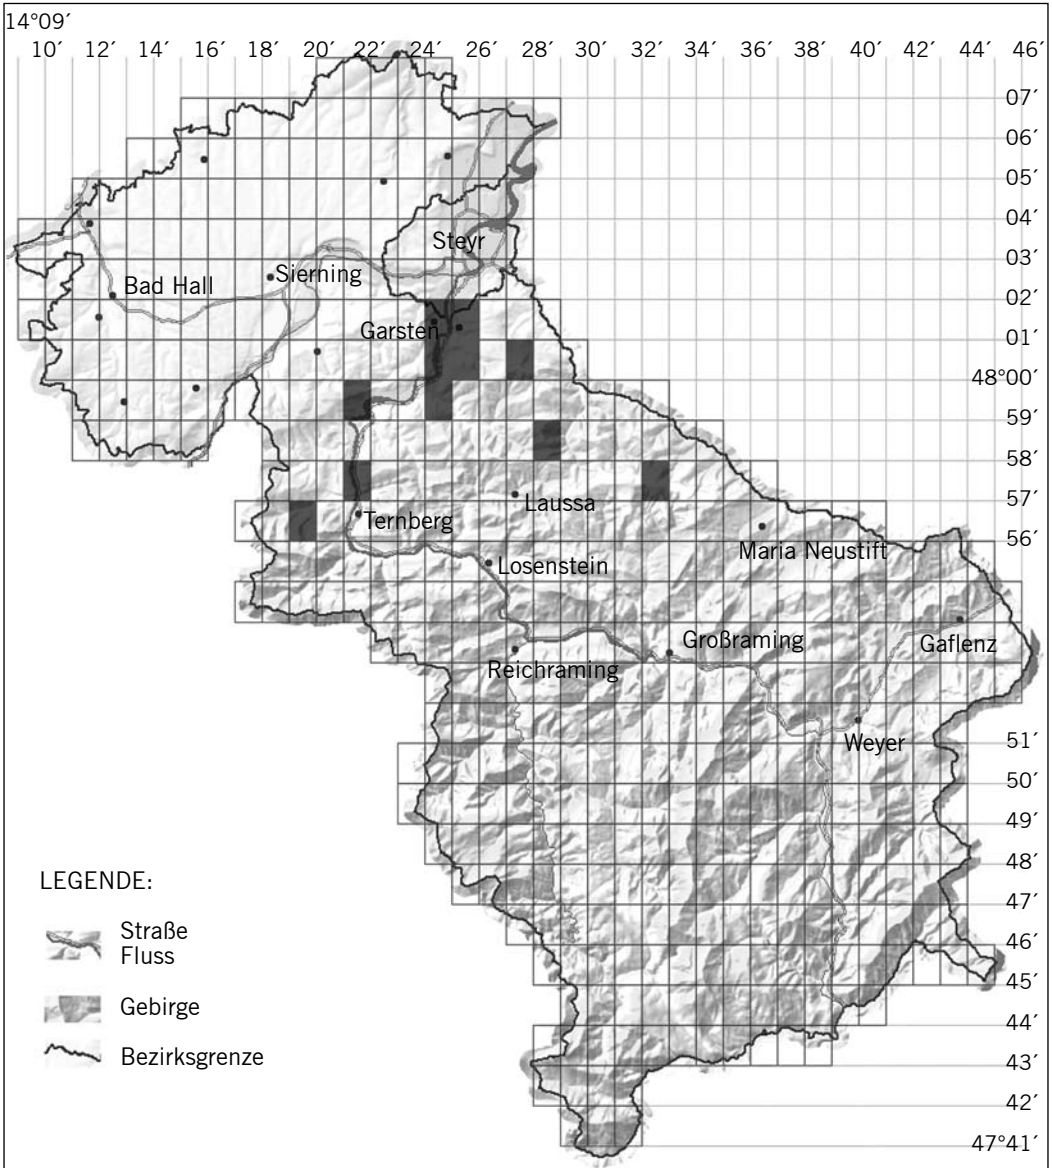 14°09´
10´ 12´ 14´ 16´ 18´ 20´ 22´ 24´ 26´ 28´ 30´ 32´ 34´ 36´ 38´ 40´ 42´ 44´ 46´
07´
06´
05´
04´
Steyr
03´
Sierning
Bad Hall
02´
Garsten
01´
48°00´
59´
58´
57´
Laussa
Ternberg
56´
Maria Neustift
Losenstein
Großraming
Gaflenz
Reichraming
Weyer
51´
50´
49´
48´
LEGENDE:
47´
Straße
Fluss
46´
45´
Gebirge
44´
Bezirksgrenze
43´
42´
47°41´